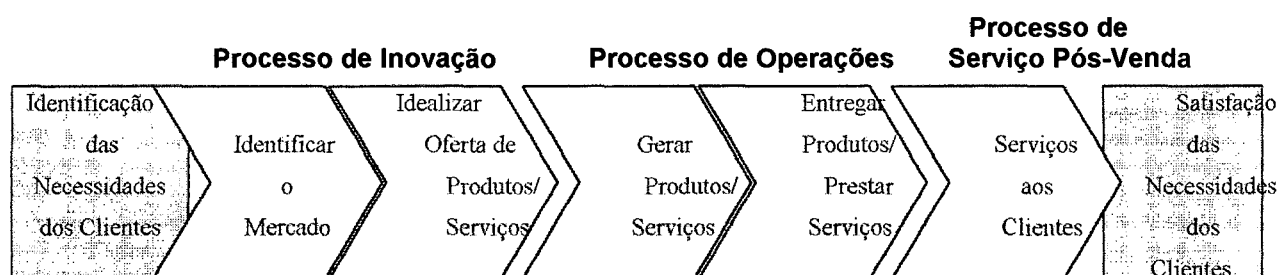 Processo de Inovação
Processo de Operações
Processo de
Serviço Pós-Venda
Identificação
das
Necessidades
dos Clientes
Identificar
o
Mercado
Idealizar
Oferta de
Produtos/
Serviços
Gerar
Produtos/
Serviços
Entregar
Produtos/
Prestar
Serviços
Serviços
aos
Clientes
Satisfação
das
Necessidades
dos
Clientes